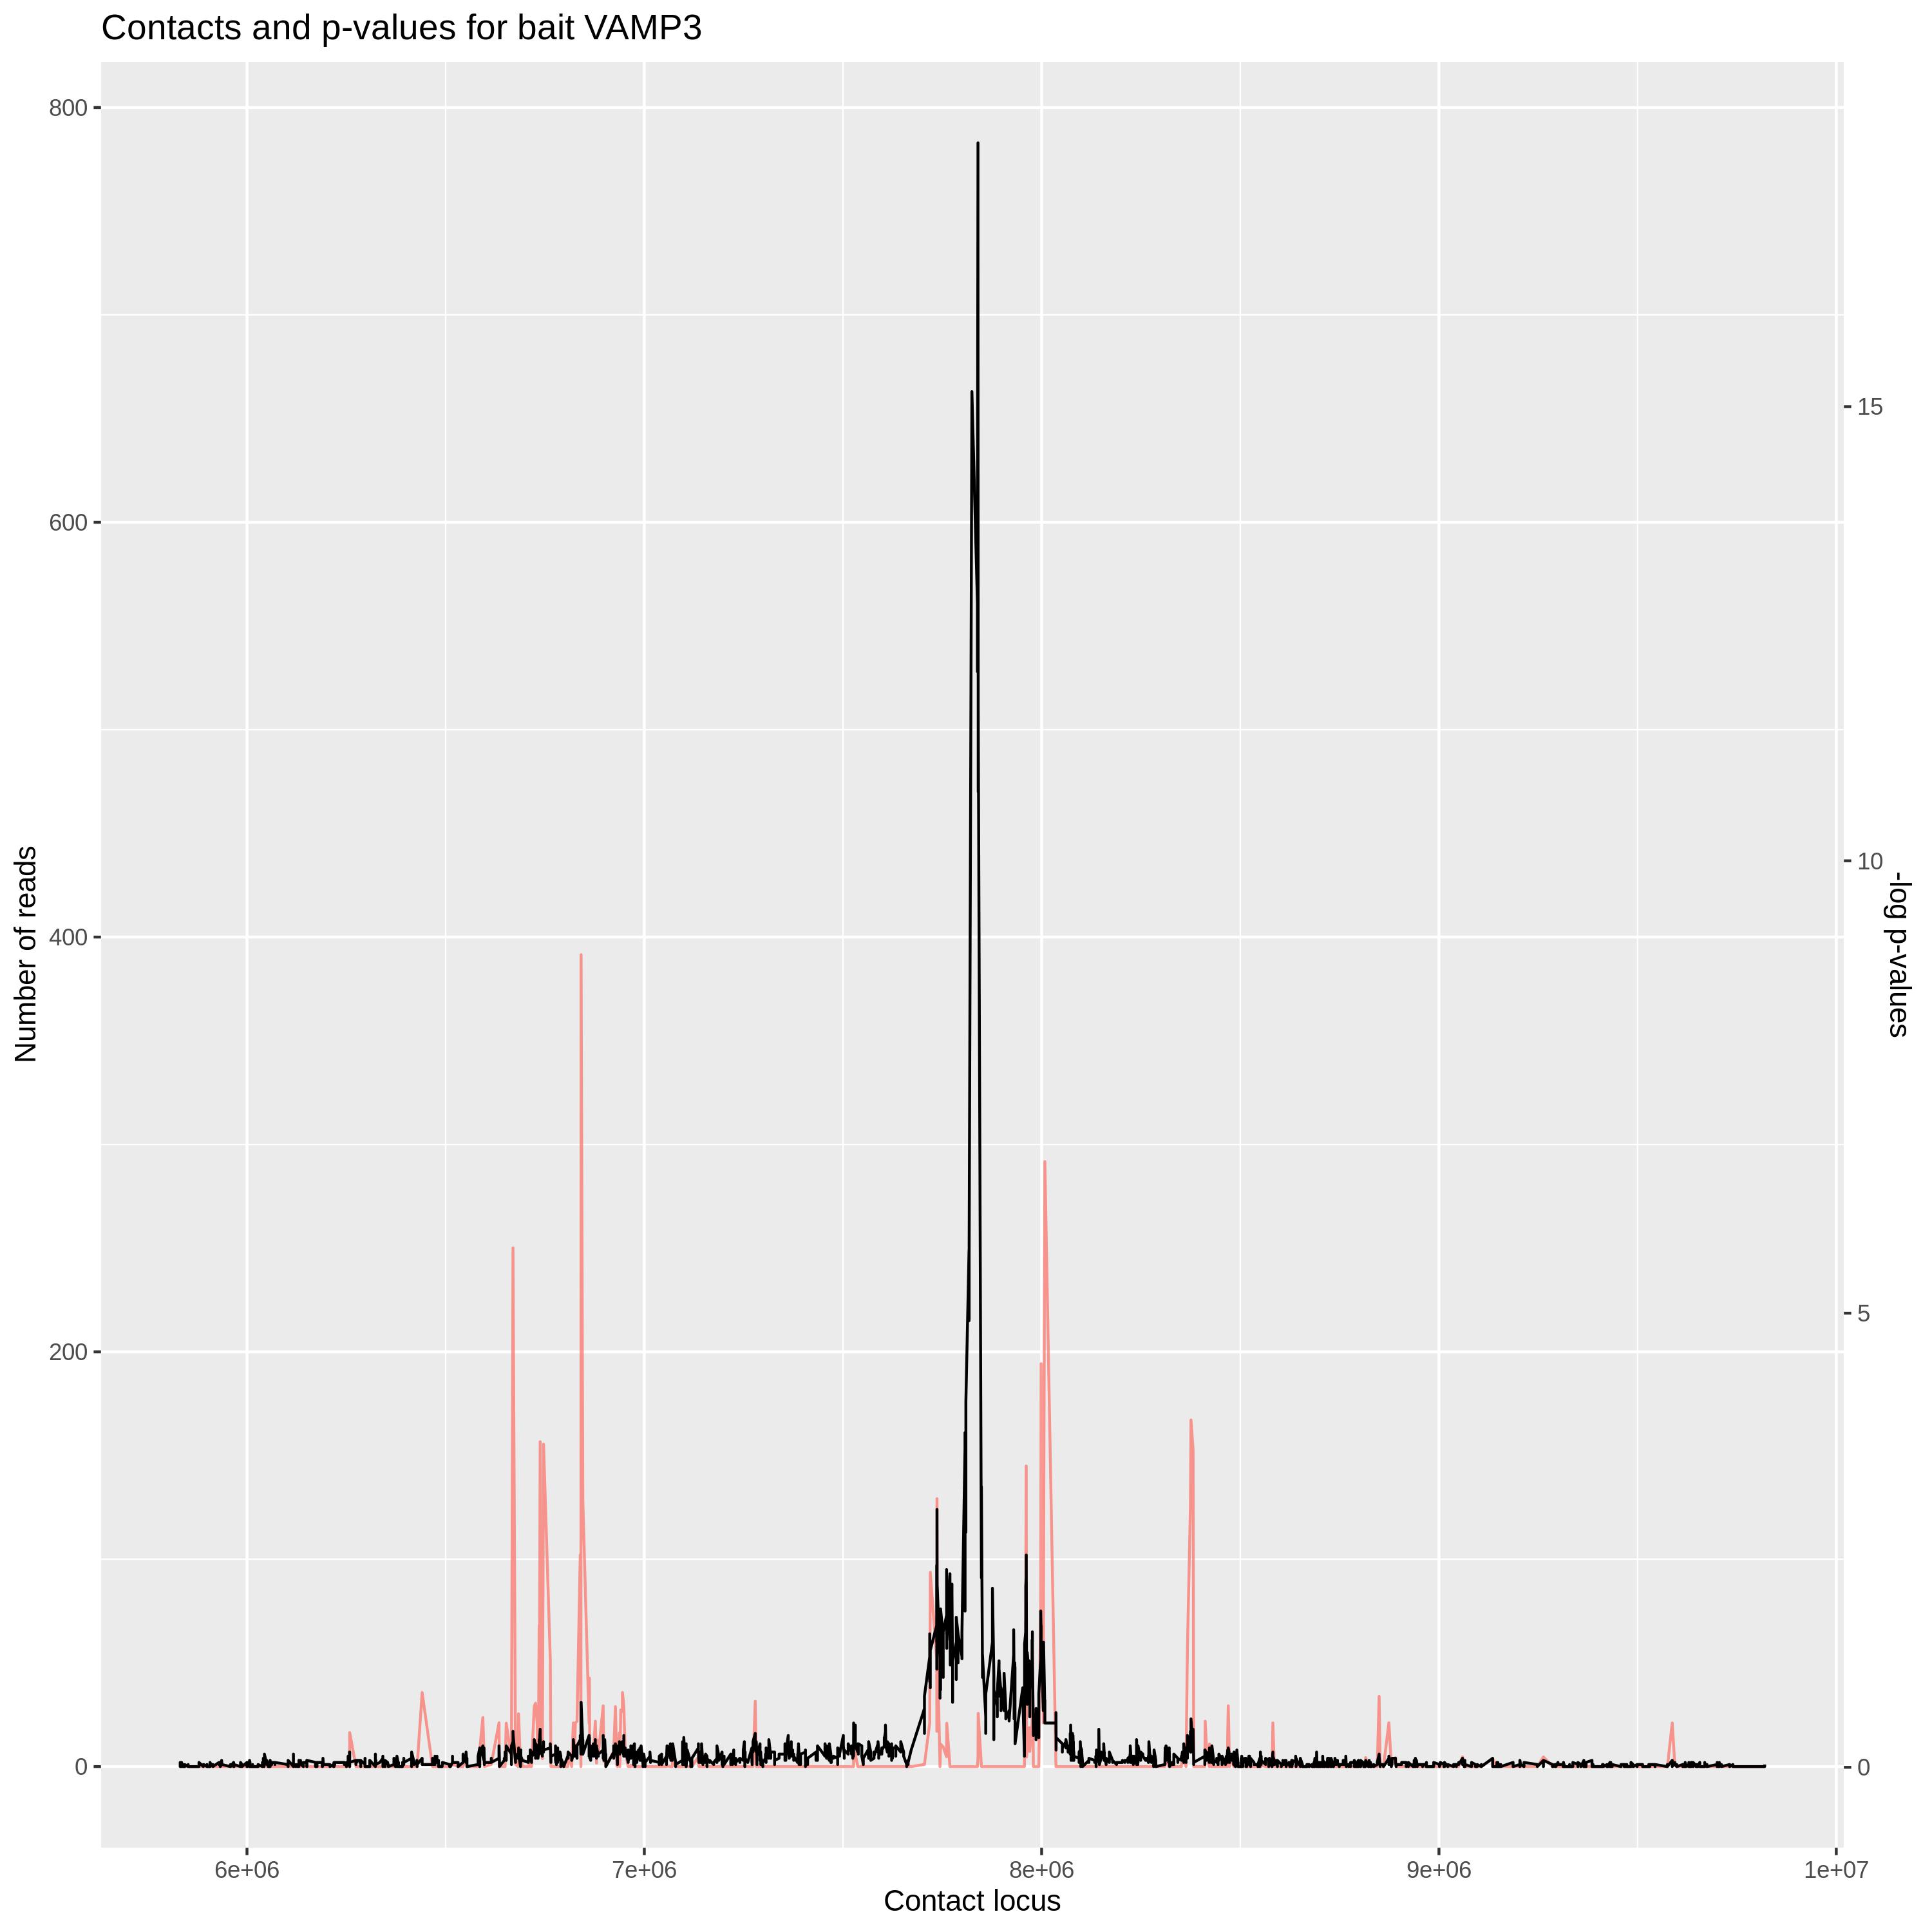 Contacts and p-values for bait VAMP3
800
600
400
200
0
Number of reads
15
10
5
0
-log p-values
6e+06
7e+06
8e+06
9e+06
1e+07
Contact locus